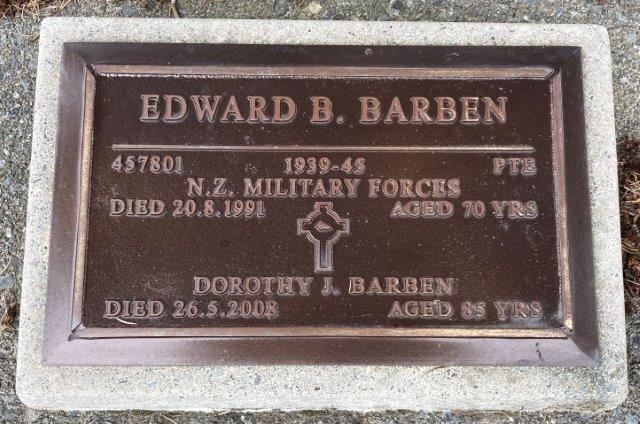 EDWARD B. BARBEN
457801 1939-45 PTE
N.Z. MILITARY FORCES
DIED 20.8.1991 AGED 70 YRS
DOROTHY J. BARBEN
DIED 26.5.2008 AGED 85 YRS